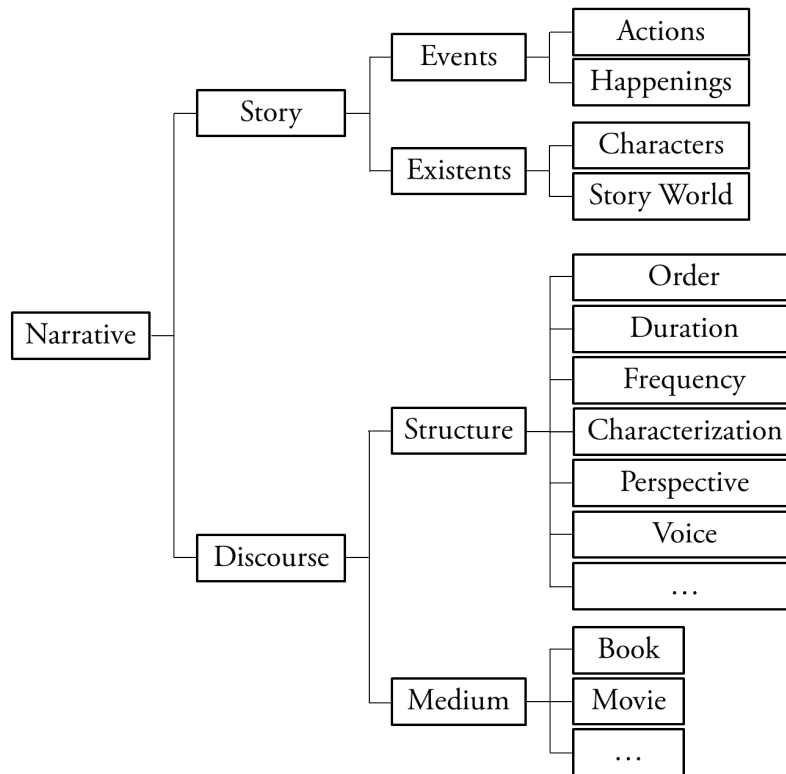 Narrative
Story
Events
Actions
Happenings
Existents
Characters
Story World
Discourse
Structure
Order
Duration
Frequency
Characterization
Perspective
Voice
…
Medium
Book
Movie
…